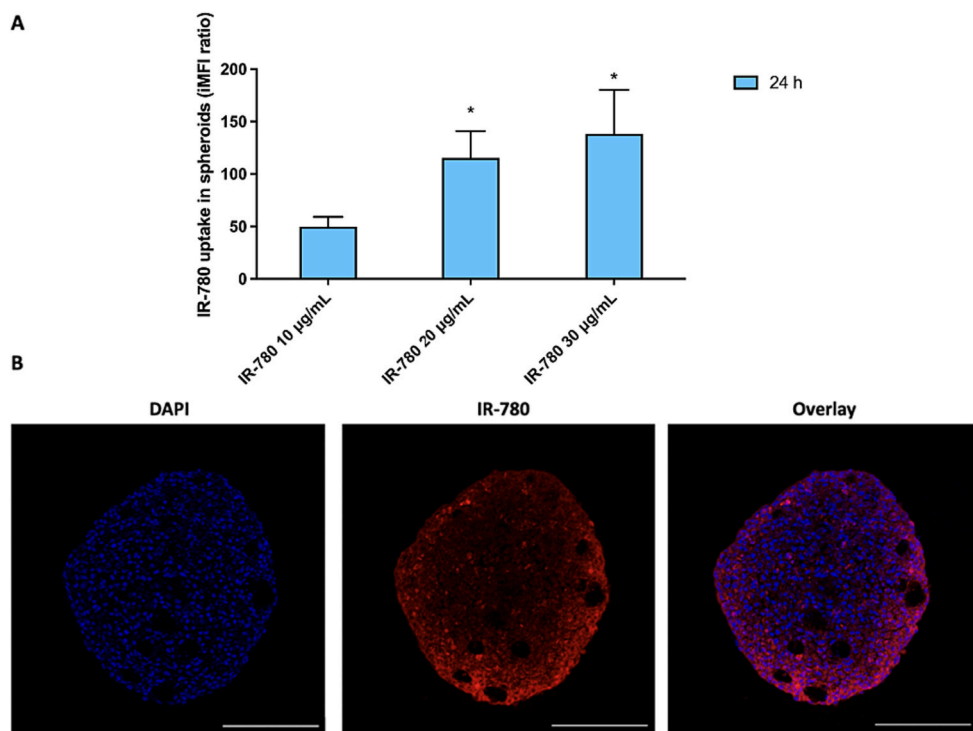 A
IR-780 uptake in spheroids (iMFI ratio)
200
150
100
50
0
*
*
24 h
IR-780 10 µg/mL
IR-780 20 µg/mL
IR-780 30 µg/mL
B
DAPI
IR-780
Overlay